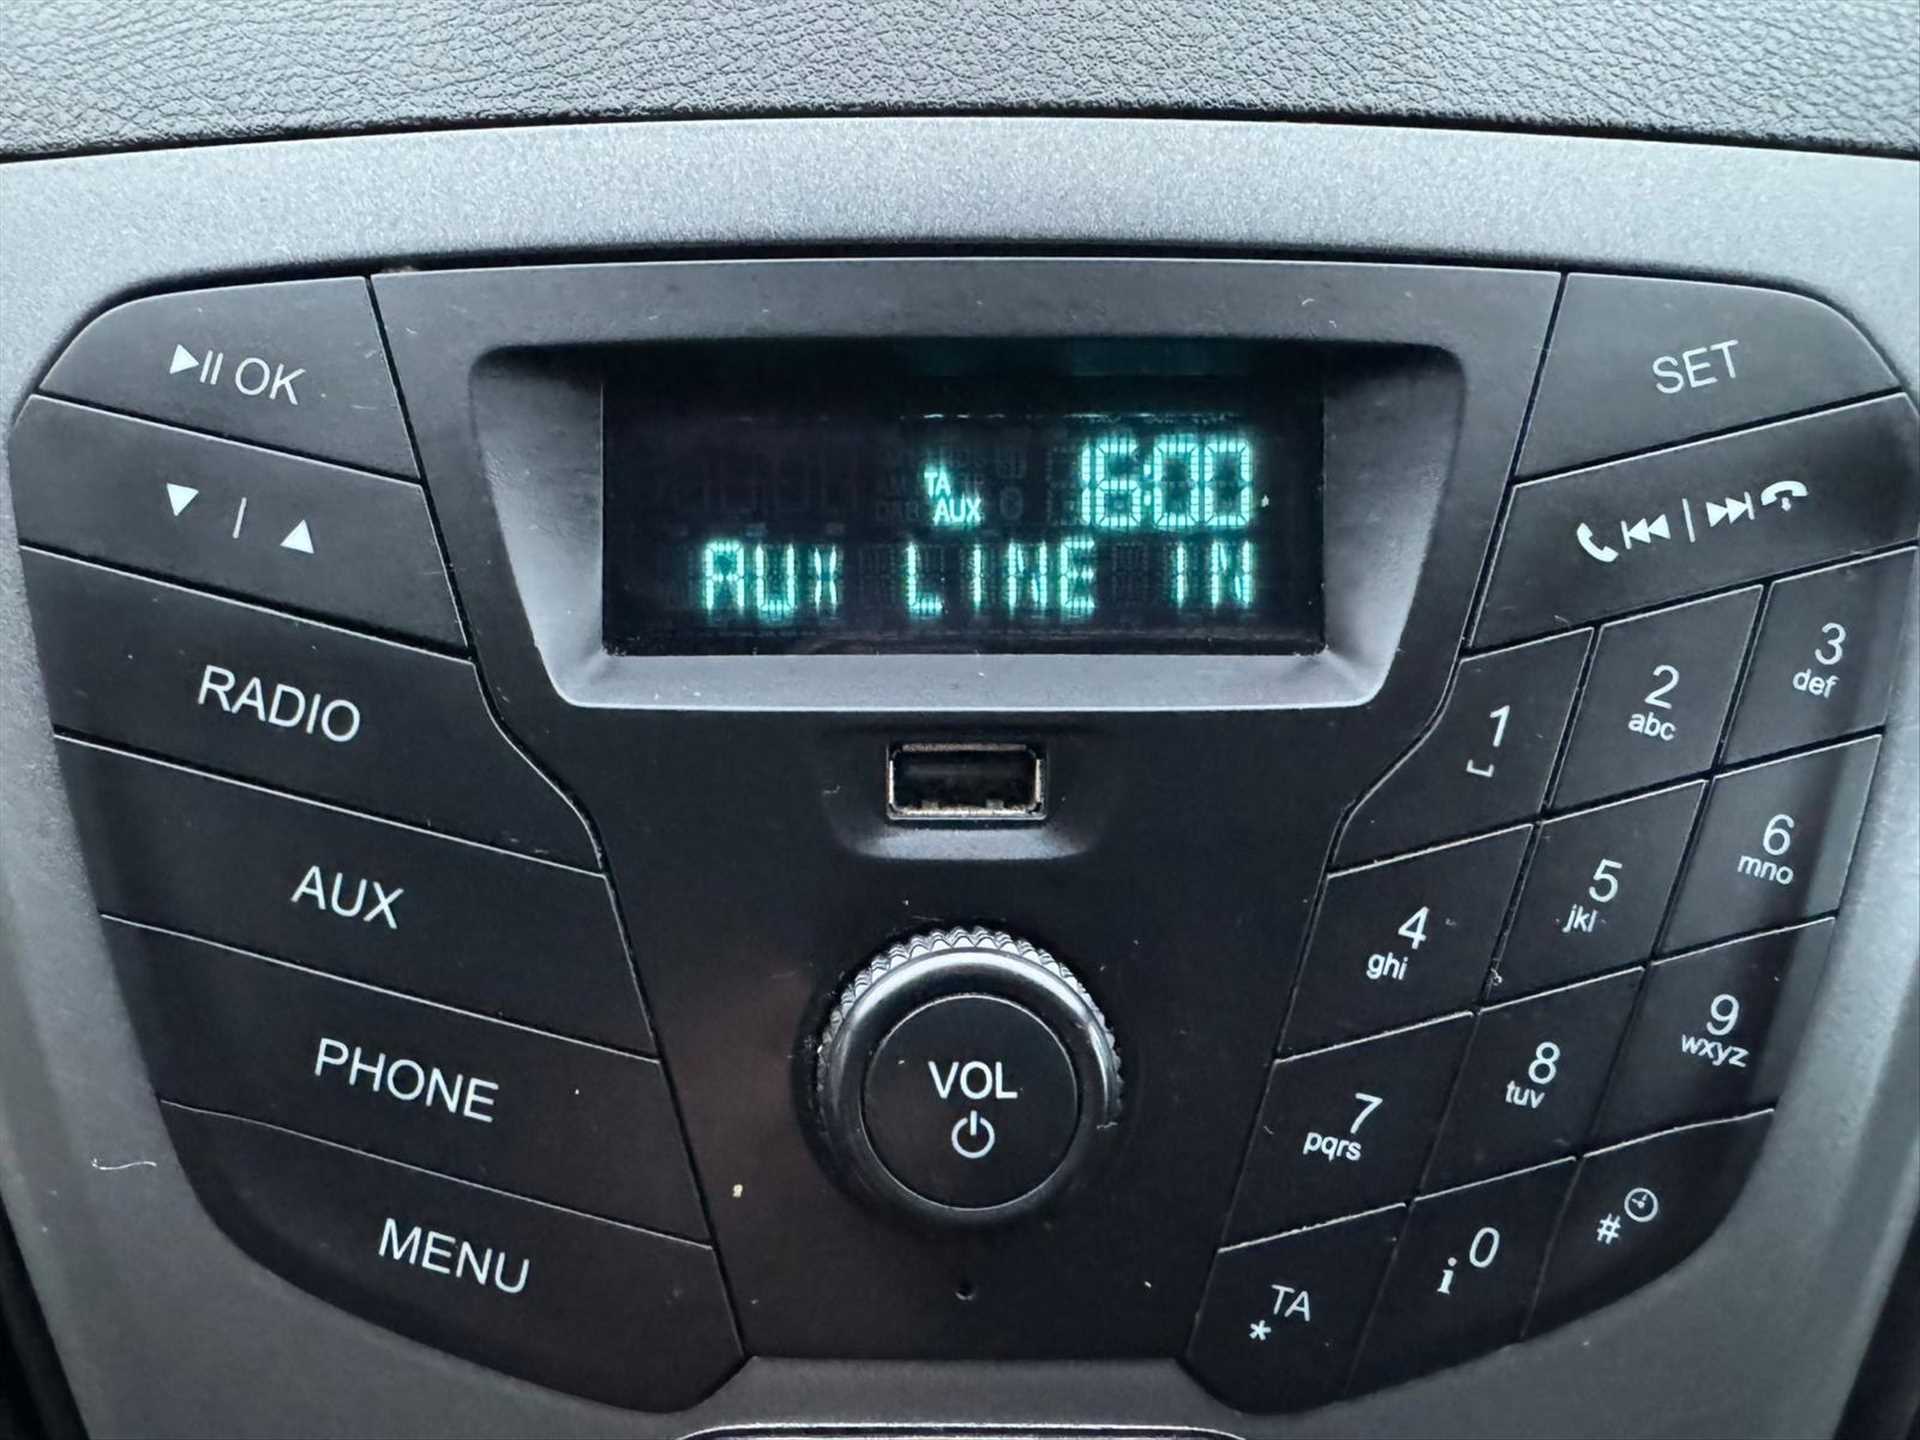 OK
SET
16:00
TA
AUX
AUX LINE IN
RADIO
1
2
abc
3
def
AUX
4
ghi
5
jkl
6
mno
PHONE
VOL
7
pqrs
8
tuv
9
wxyz
MENU
* TA
i 0
#